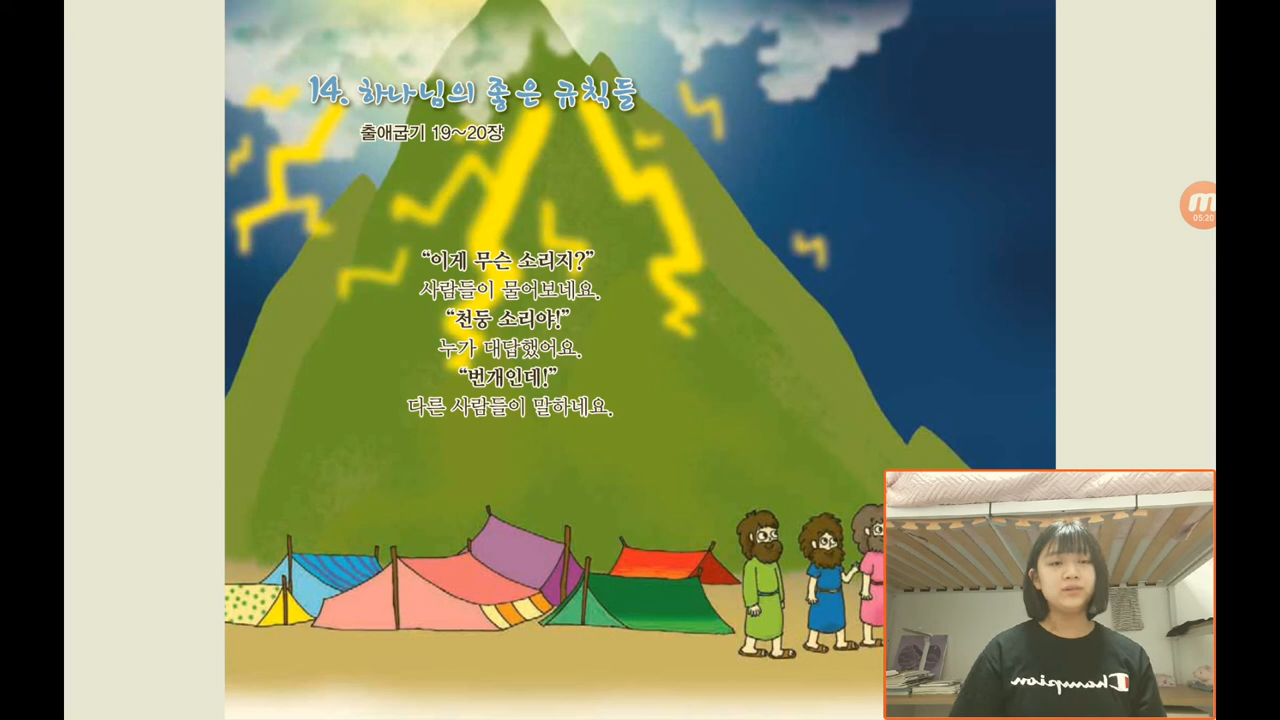 14. 하나님의 좋은 규칙들
출애굽기 19~20장
“이게 무슨 소리지?”
사람들이 물어보네요.
“천둥 소리야!”
누가 대답했어요.
“번개인데!”
다른 사람들이 말하네요.
05:20
Champion